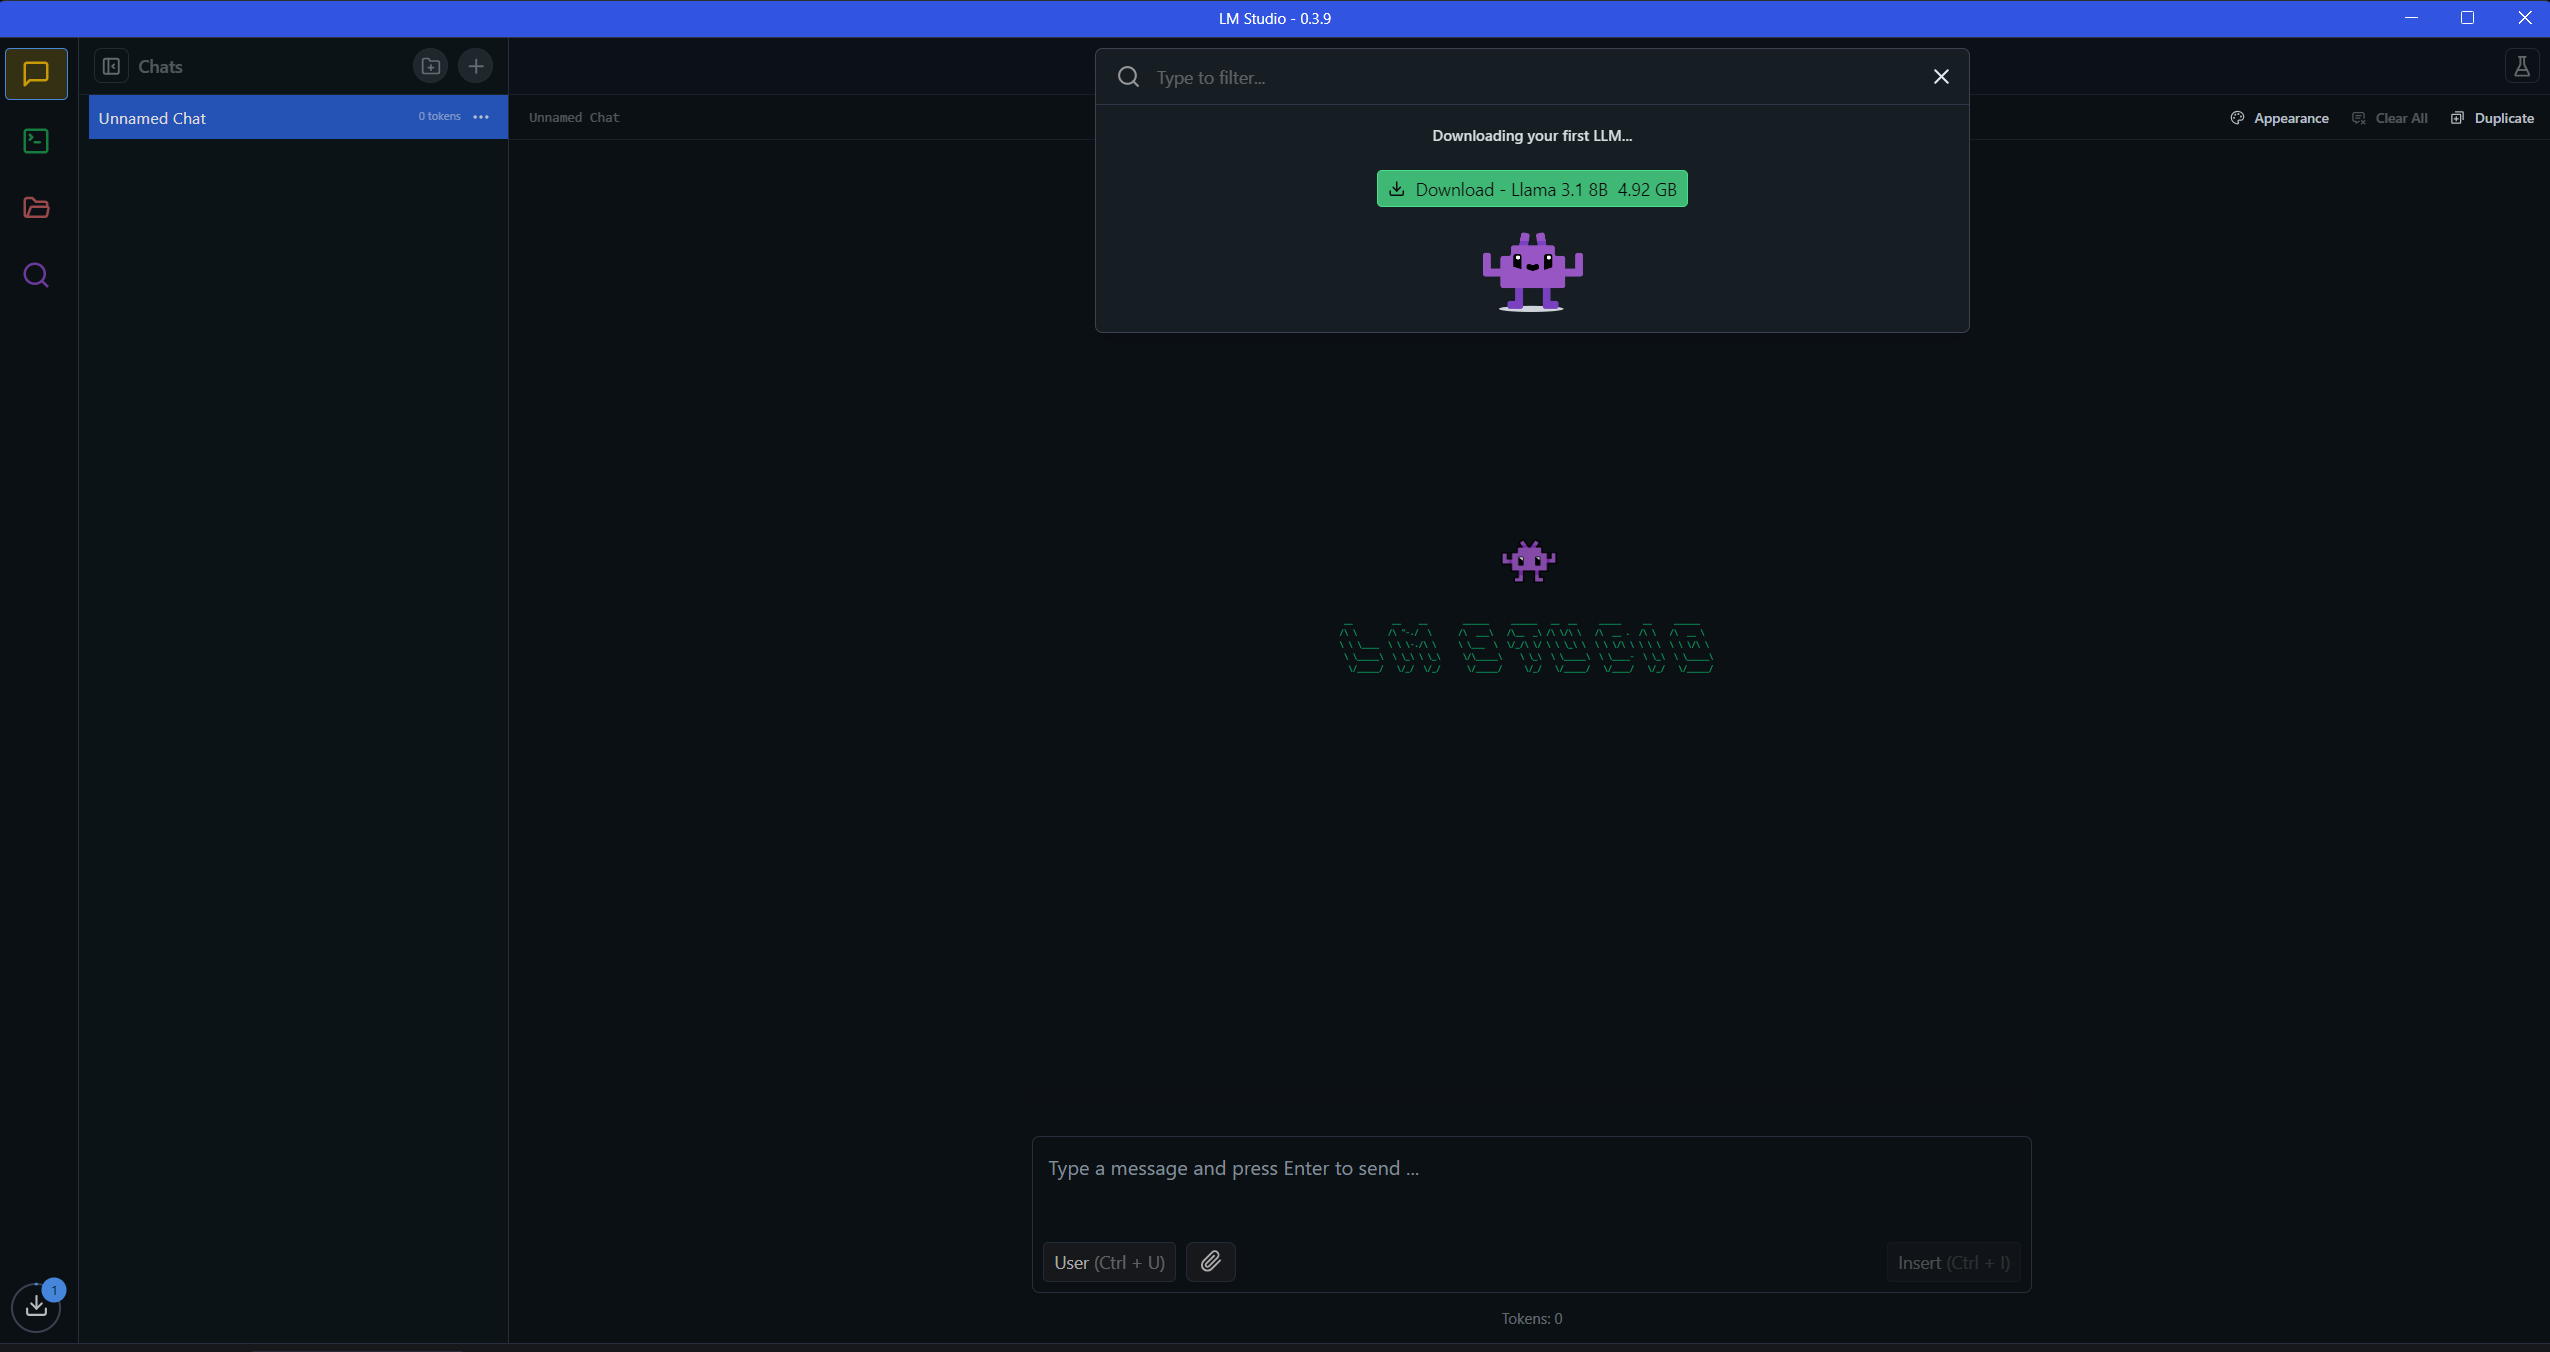 LM Studio - 0.3.9
Chats
Unnamed Chat
0 tokens
Type to filter...
Downloading your first LLM...
Download - Llama 3.1 8B 4.92 GB
Unnamed Chat
Appearance
Clear All
Duplicate
LM STUDIO
Type a message and press Enter to send ...
User (Ctrl + U)
Insert (Ctrl + I)
Tokens: 0
1